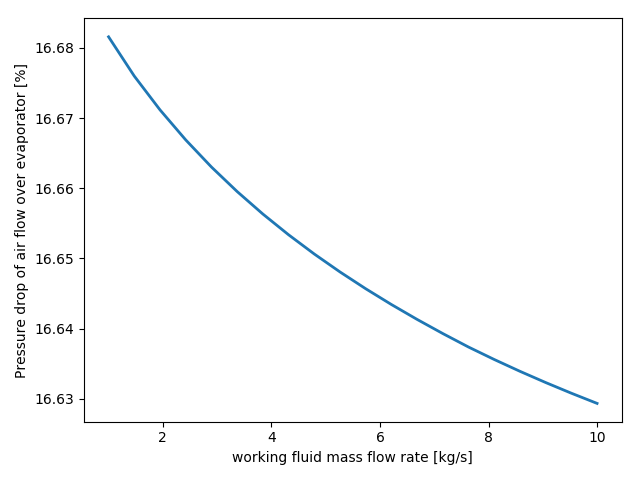 Pressure drop of air flow over evaporator [%]
16.68
16.67
16.66
16.65
16.64
16.63
2 4 6 8 10
working fluid mass flow rate [kg/s]